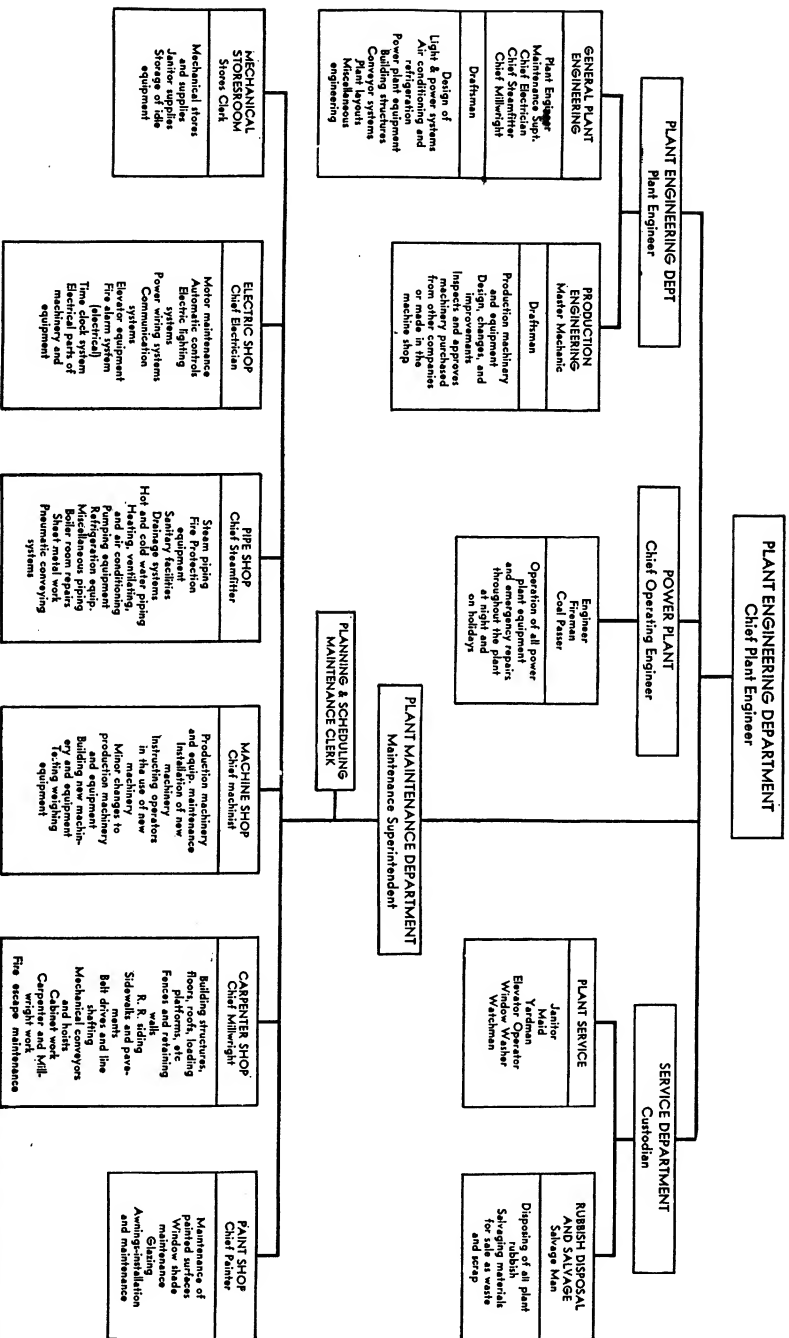 PLANT ENGINEERING DEPARTMENT
Chief Plant Engineer
PLANT ENGINEERING DEPT
Plant Engineer
POWER PLANT
Chief Operating Engineer
SERVICE DEPARTMENT
Custodian
GENERAL PLANT
ENGINEERING
Plant Engineer
Maintenance Supt.
Chief Electrician
Chief Steamfitter
Chief Millwright
Draftsman
Design of
Light & power systems
Air conditioning and
refrigeration
Power plant equipment
Building structures
Conveyor systems
Plant layouts
Miscellaneous
engineering
PRODUCTION
ENGINEERING
Master Mechanic
Draftsman
Production machinery
and equipment
Design, changes, and
improvements
Inspects and approves
machinery purchased
from other companies
or made in the
machine shop
Engineer
Fireman
Coal Passer
Operation of all power
plant equipment
and emergency repairs
throughout the plant
at night and
on holidays
PLANT SERVICE
Janitor
Maid
Yardman
Elevator Operator
Window Washer
Watchman
RUBBISH DISPOSAL
AND SALVAGE
Salvage Man
Disposing of all plant
rubbish
Salvaging materials
for sale as waste
and scrap
PLANT MAINTENANCE DEPARTMENT
Maintenance Superintendent
PLANNING & SCHEDULING
MAINTENANCE CLERK
MECHANICAL
STORESROOM
Stores Clerk
Mechanical stores
and supplies
Janitor supplies
Storage of idle
equipment
ELECTRIC SHOP
Chief Electrician
Motor maintenance
Automatic controls
Electric lighting
systems
Power wiring systems
Communication
systems
Elevator equipment
Fire alarm system
(electrical)
Time clock system
Electrical parts of
machinery and
equipment
PIPE SHOP
Chief Steamfitter
Steam piping
Fire Protection
equipment
Sanitary facilities
Drainage systems
Hot and cold water piping
Heating, ventilating,
and air conditioning
Pumping equipment
Refrigeration equip.
Miscellaneous piping
Boiler room repairs
Sheet metal work
Pneumatic conveying
systems
MACHINE SHOP
Chief machinist
Production machinery
and equip. maintenance
Installation of new
machinery
Instructing operators
in the use of new
machinery
Minor changes to
production machinery
and equipment
Building new machin-
ery and equipment
Testing weighing
equipment
CARPENTER SHOP
Chief Millwright
Building structures,
floors, roofs, loading
platforms, etc
Fences and retaining
walls
R. R. siding
Sidewalks and pave-
ments
Belt drives and line
shafting
Mechanical conveyors
and hoists
Cabinet work
Carpenter and Mill-
wright work
Fire escape maintenance
PAINT SHOP
Chief Painter
Maintenance of
painted surfaces
Window shade
maintenance
Glazing
Awnings-installation
and maintenance